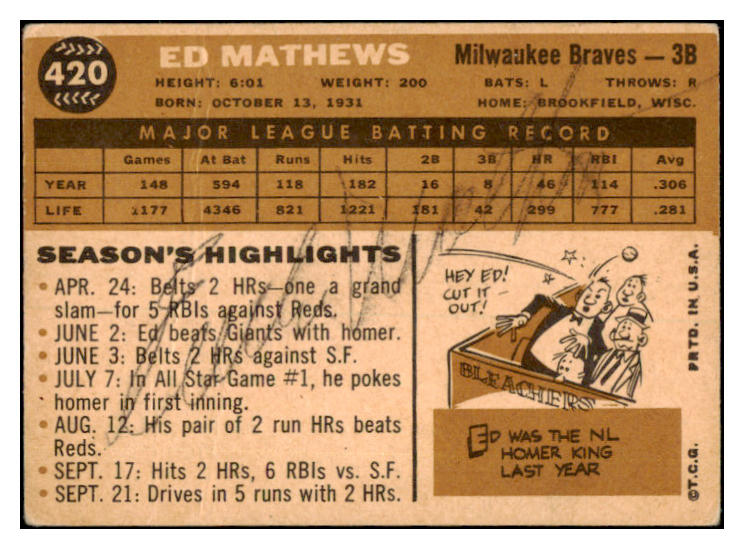 420
ED MATHEWS
Milwaukee Braves — 3B
HEIGHT: 6:01 WEIGHT: 200 BATS: L THROWS: R
BORN: OCTOBER 13, 1931 HOME: BROOKFIELD, WISC.
MAJOR LEAGUE BATTING RECORD
Games At Bat Runs Hits 2B 3B HR RBI Avg
YEAR 148 594 118 182 16 8 46 114 .306
LIFE 1177 4346 821 1221 181 42 299 777 .281
SEASON'S HIGHLIGHTS
• APR. 24: Belts 2 HRs—one a grand
slam—for 5 RBIs against Reds.
• JUNE 2: Ed beats Giants with homer.
• JUNE 3: Belts 2 HRs against S.F.
• JULY 7: In All Star Game #1, he pokes
homer in first inning.
• AUG. 12: His pair of 2 run HRs beats
Reds.
• SEPT. 17: Hits 2 HRs, 6 RBIs vs. S.F.
• SEPT. 21: Drives in 5 runs with 2 HRs.
HEY ED!
CUT IT
OUT!
BLEACHERS
ED WAS THE NL
HOMER KING
LAST YEAR
©T.C.G. PRTD. IN U.S.A.